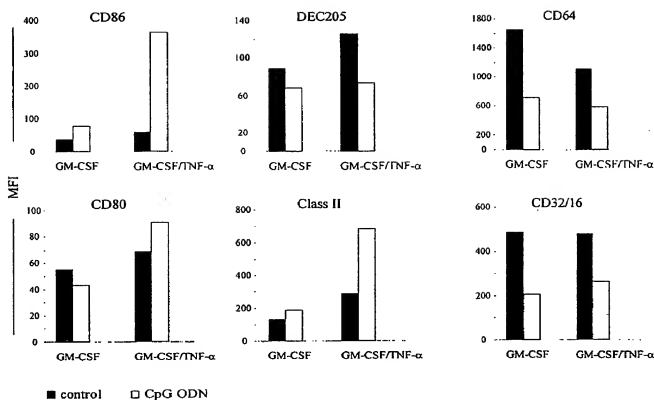 CD86
400
300
200
100
0
GM-CSF GM-CSF/TNF-α
DEC205
140
100
60
20
0
GM-CSF GM-CSF/TNF-α
CD64
1800
1400
1000
600
200
0
GM-CSF GM-CSF/TNF-α
MFI
CD80
100
80
60
40
20
0
GM-CSF GM-CSF/TNF-α
Class II
800
600
400
200
0
GM-CSF GM-CSF/TNF-α
CD32/16
600
400
200
0
GM-CSF GM-CSF/TNF-α
control CpG ODN